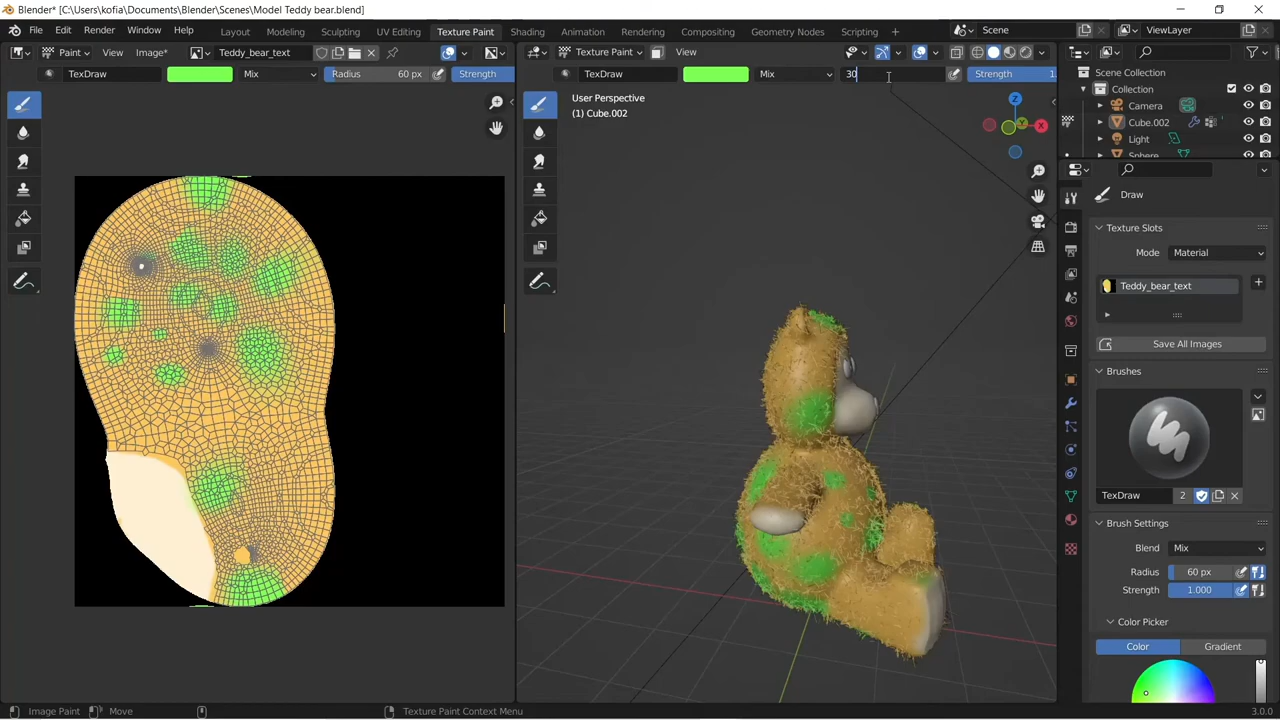 Blender* [C:\Users\kofia\Documents\Blender\Scenes\Model Teddy bear.blend]
File Edit Render Window Help Layout Modeling Sculpting UV Editing Texture Paint Shading Animation Rendering Compositing Geometry Nodes Scripting + Scene ViewLayer
Paint View Image* Teddy_bear_text
Texture Paint View
TexDraw Mix Radius 60 px Strength
TexDraw Mix 30 Strength 1.
Scene Collection
Collection
Camera
Cube.002
Light
Sphere
User Perspective
(1) Cube.002
Z
X
Y
Draw
Texture Slots
Mode Material
Teddy_bear_text
Save All Images
Brushes
TexDraw 2
Brush Settings
Blend Mix
Radius 60 px
Strength 1.000
Color Picker
Color Gradient
Image Paint Move Texture Paint Context Menu 3.0.0